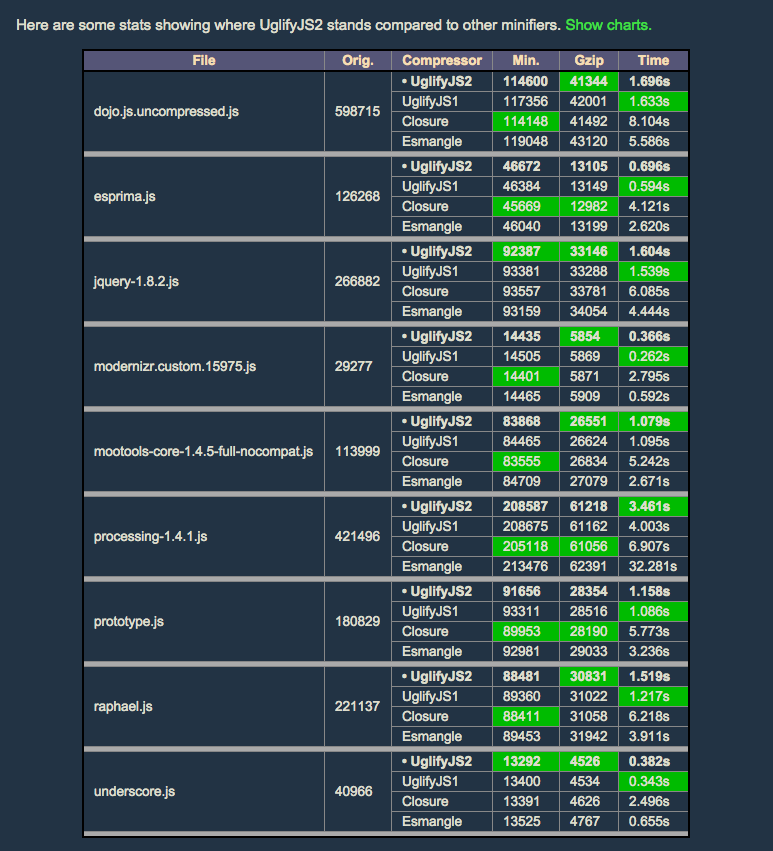 Here are some stats showing where UglifyJS2 stands compared to other minifiers. Show charts.
File Orig. Compressor Min. Gzip Time
dojo.js.uncompressed.js 598715 • UglifyJS2 114600 41344 1.696s
UglifyJS1 117356 42001 1.633s
Closure 114148 41492 8.104s
Esmangle 119048 43120 5.586s
esprima.js 126268 • UglifyJS2 46672 13105 0.696s
UglifyJS1 46384 13149 0.594s
Closure 45669 12982 4.121s
Esmangle 46040 13199 2.620s
jquery-1.8.2.js 266882 • UglifyJS2 92387 33146 1.604s
UglifyJS1 93381 33288 1.539s
Closure 93557 33781 6.085s
Esmangle 93159 34054 4.444s
modernizr.custom.15975.js 29277 • UglifyJS2 14435 5854 0.366s
UglifyJS1 14505 5869 0.262s
Closure 14401 5871 2.795s
Esmangle 14465 5909 0.592s
mootools-core-1.4.5-full-nocompat.js 113999 • UglifyJS2 83868 26551 1.079s
UglifyJS1 84465 26624 1.095s
Closure 83555 26834 5.242s
Esmangle 84709 27079 2.671s
processing-1.4.1.js 421496 • UglifyJS2 208587 61218 3.461s
UglifyJS1 208675 61162 4.003s
Closure 205118 61056 6.907s
Esmangle 213476 62391 32.281s
prototype.js 180829 • UglifyJS2 91656 28354 1.158s
UglifyJS1 93311 28516 1.086s
Closure 89953 28190 5.773s
Esmangle 92981 29033 3.236s
raphael.js 221137 • UglifyJS2 88481 30831 1.519s
UglifyJS1 89360 31022 1.217s
Closure 88411 31058 6.218s
Esmangle 89453 31942 3.911s
underscore.js 40966 • UglifyJS2 13292 4526 0.382s
UglifyJS1 13400 4534 0.343s
Closure 13391 4626 2.496s
Esmangle 13525 4767 0.655s